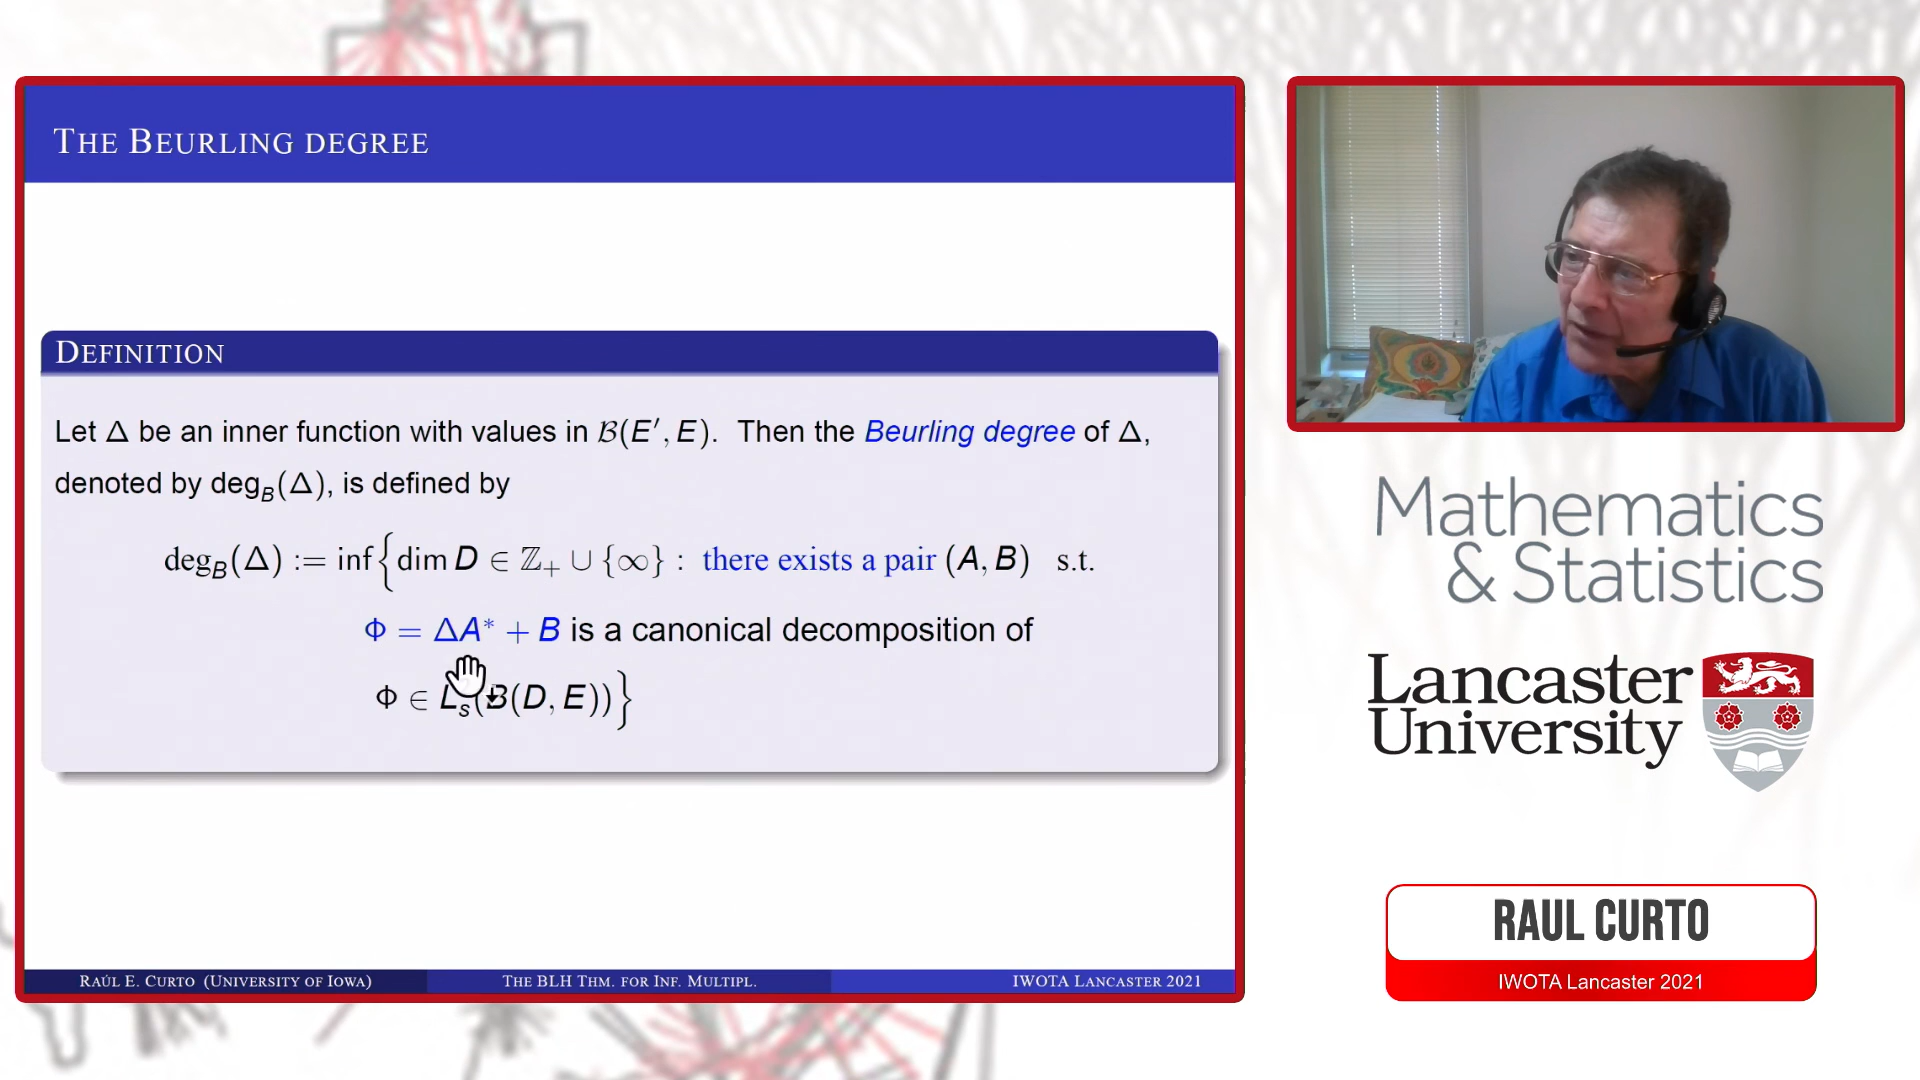 THE BEURLING DEGREE
DEFINITION
Let Δ be an inner function with values in 𝓑(E′, E). Then the Beurling degree of Δ,
denoted by deg_B(Δ), is defined by
deg_B(Δ) := inf{dim D ∈ ℤ₊ ∪ {∞} : there exists a pair (A, B) s.t.
Φ = ΔA* + B is a canonical decomposition of
Φ ∈ L_s(B(D, E))}
RAÚL E. CURTO (UNIVERSITY OF IOWA)
THE BLH THM. FOR INF. MULTIPL.
IWOTA LANCASTER 2021
Mathematics
& Statistics
Lancaster
University
RAUL CURTO
IWOTA Lancaster 2021